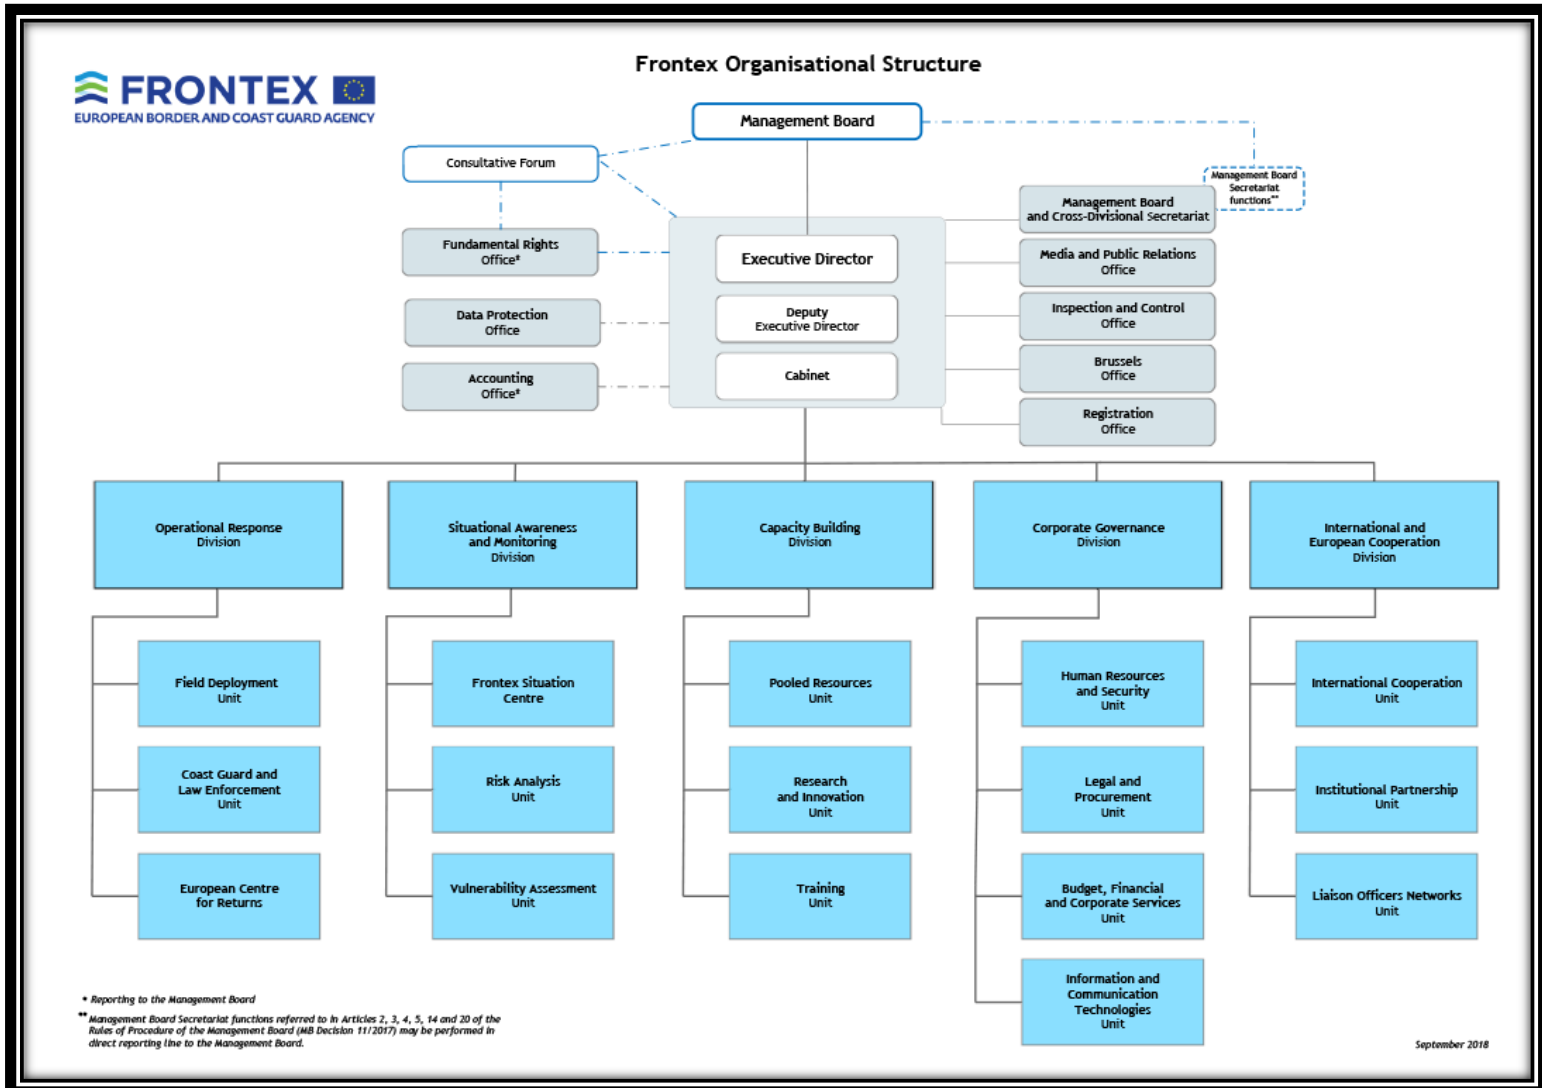 Frontex Organisational Structure
FRONTEX
EUROPEAN BORDER AND COAST GUARD AGENCY
Management Board
Consultative Forum
Management Board
Secretariat
functions**
Management Board
and Cross-Divisional Secretariat
Fundamental Rights
Office*
Executive Director
Media and Public Relations
Office
Data Protection
Office
Deputy
Executive Director
Inspection and Control
Office
Accounting
Office*
Cabinet
Brussels
Office
Registration
Office
Operational Response
Division
Situational Awareness
and Monitoring
Division
Capacity Building
Division
Corporate Governance
Division
International and
European Cooperation
Division
Field Deployment
Unit
Frontex Situation
Centre
Pooled Resources
Unit
Human Resources
and Security
Unit
International Cooperation
Unit
Coast Guard and
Law Enforcement
Unit
Risk Analysis
Unit
Research
and Innovation
Unit
Legal and
Procurement
Unit
Institutional Partnership
Unit
European Centre
for Returns
Vulnerability Assessment
Unit
Training
Unit
Budget, Financial
and Corporate Services
Unit
Liaison Officers Networks
Unit
Information and
Communication
Technologies
Unit
* Reporting to the Management Board
** Management Board Secretariat functions referred to in Articles 2, 3, 4, 5, 14 and 20 of the
Rules of Procedure of the Management Board (MB Decision 11/2017) may be performed in
direct reporting line to the Management Board.
September 2018